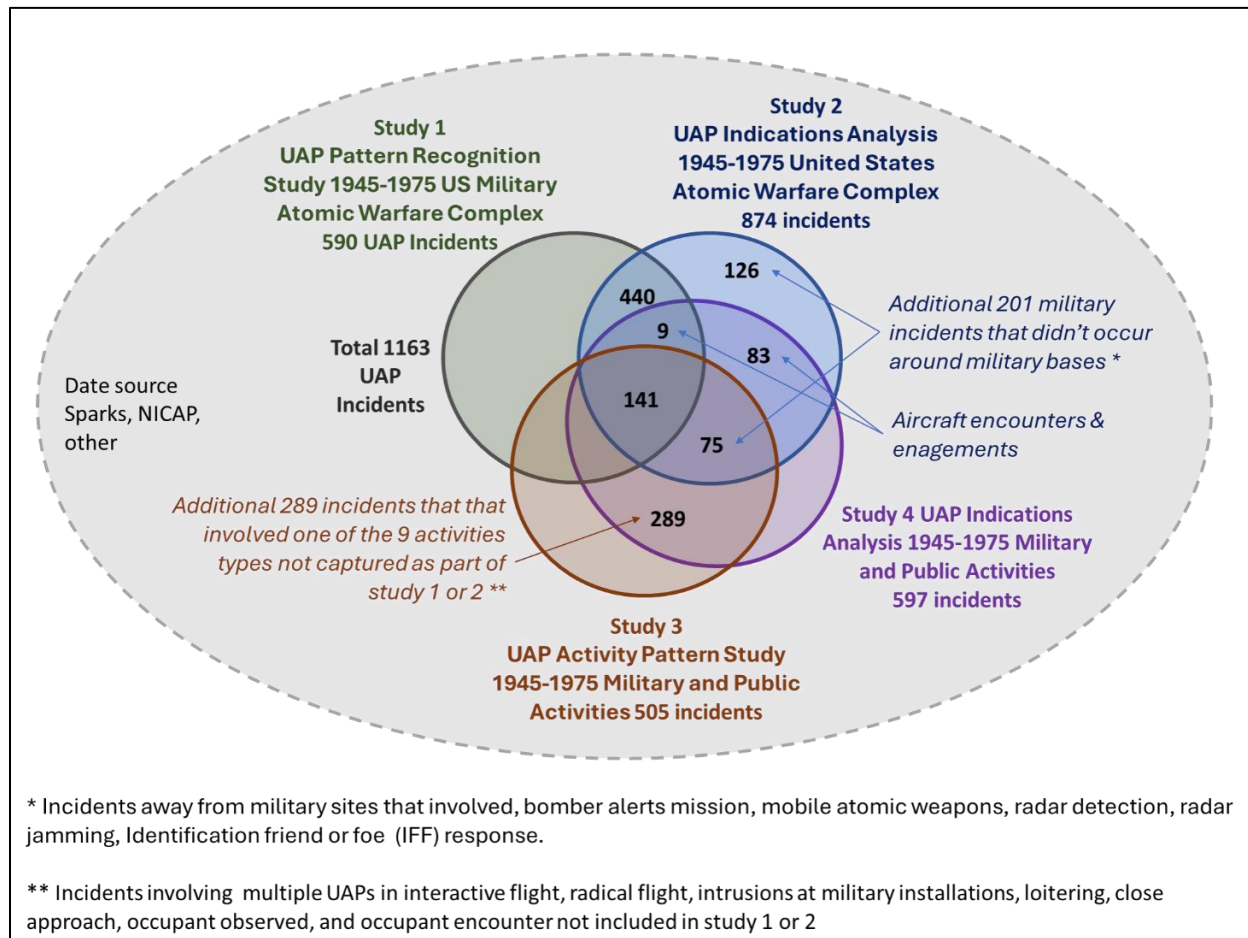 Study 1
UAP Pattern Recognition
Study 1945-1975 US Military
Atomic Warfare Complex
590 UAP Incidents
Study 2
UAP Indications Analysis
1945-1975 United States
Atomic Warfare Complex
874 incidents
126
440
9
83
141
75
289
Additional 201 military
incidents that didn’t occur
around military bases *
Aircraft encounters &
enagements
Total 1163
UAP
Incidents
Date source
Sparks, NICAP,
other
Additional 289 incidents that that
involved one of the 9 activities
types not captured as part of
study 1 or 2 **
Study 4 UAP Indications
Analysis 1945-1975 Military
and Public Activities
597 incidents
Study 3
UAP Activity Pattern Study
1945-1975 Military and Public
Activities 505 incidents
* Incidents away from military sites that involved, bomber alerts mission, mobile atomic weapons, radar detection, radar
jamming, Identification friend or foe (IFF) response.
** Incidents involving multiple UAPs in interactive flight, radical flight, intrusions at military installations, loitering, close
approach, occupant observed, and occupant encounter not included in study 1 or 2